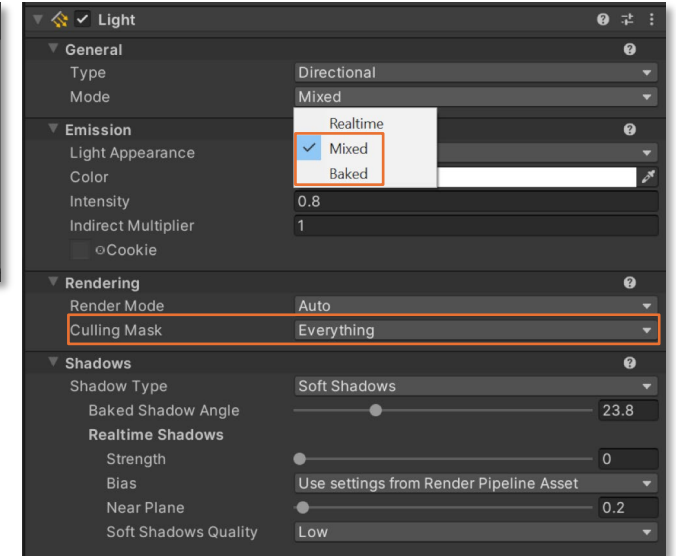 Light
General
Type Directional
Mode Mixed
Realtime
Emission
Mixed
Light Appearance
Baked
Color
Intensity 0.8
Indirect Multiplier 1
Cookie
Rendering
Render Mode Auto
Culling Mask Everything
Shadows
Shadow Type Soft Shadows
Baked Shadow Angle 23.8
Realtime Shadows
Strength 0
Bias Use settings from Render Pipeline Asset
Near Plane 0.2
Soft Shadows Quality Low